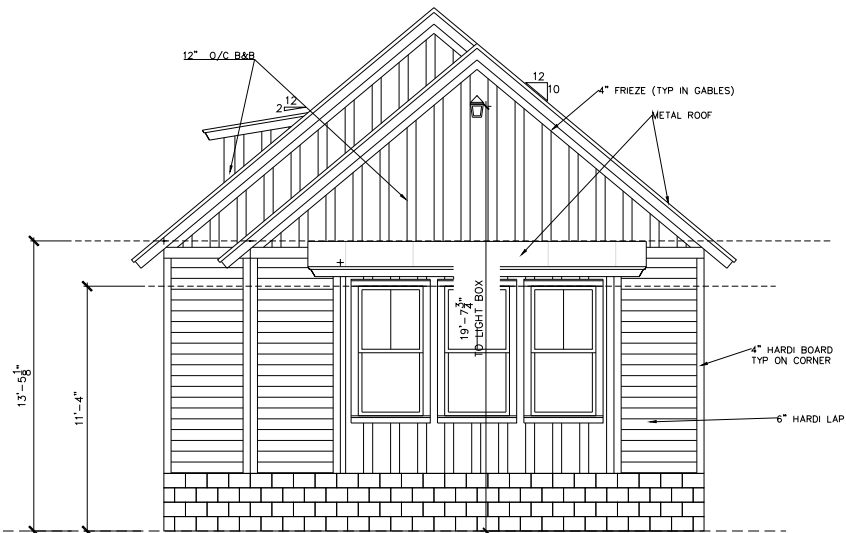 12" O/C B&B
12
10
4" FRIEZE (TYP IN GABLES)
12
2
METAL ROOF
13'-5 1/8"
11'-4"
19'-7 3/4"
TO LIGHT BOX
4" HARDI BOARD
TYP ON CORNER
6" HARDI LAP